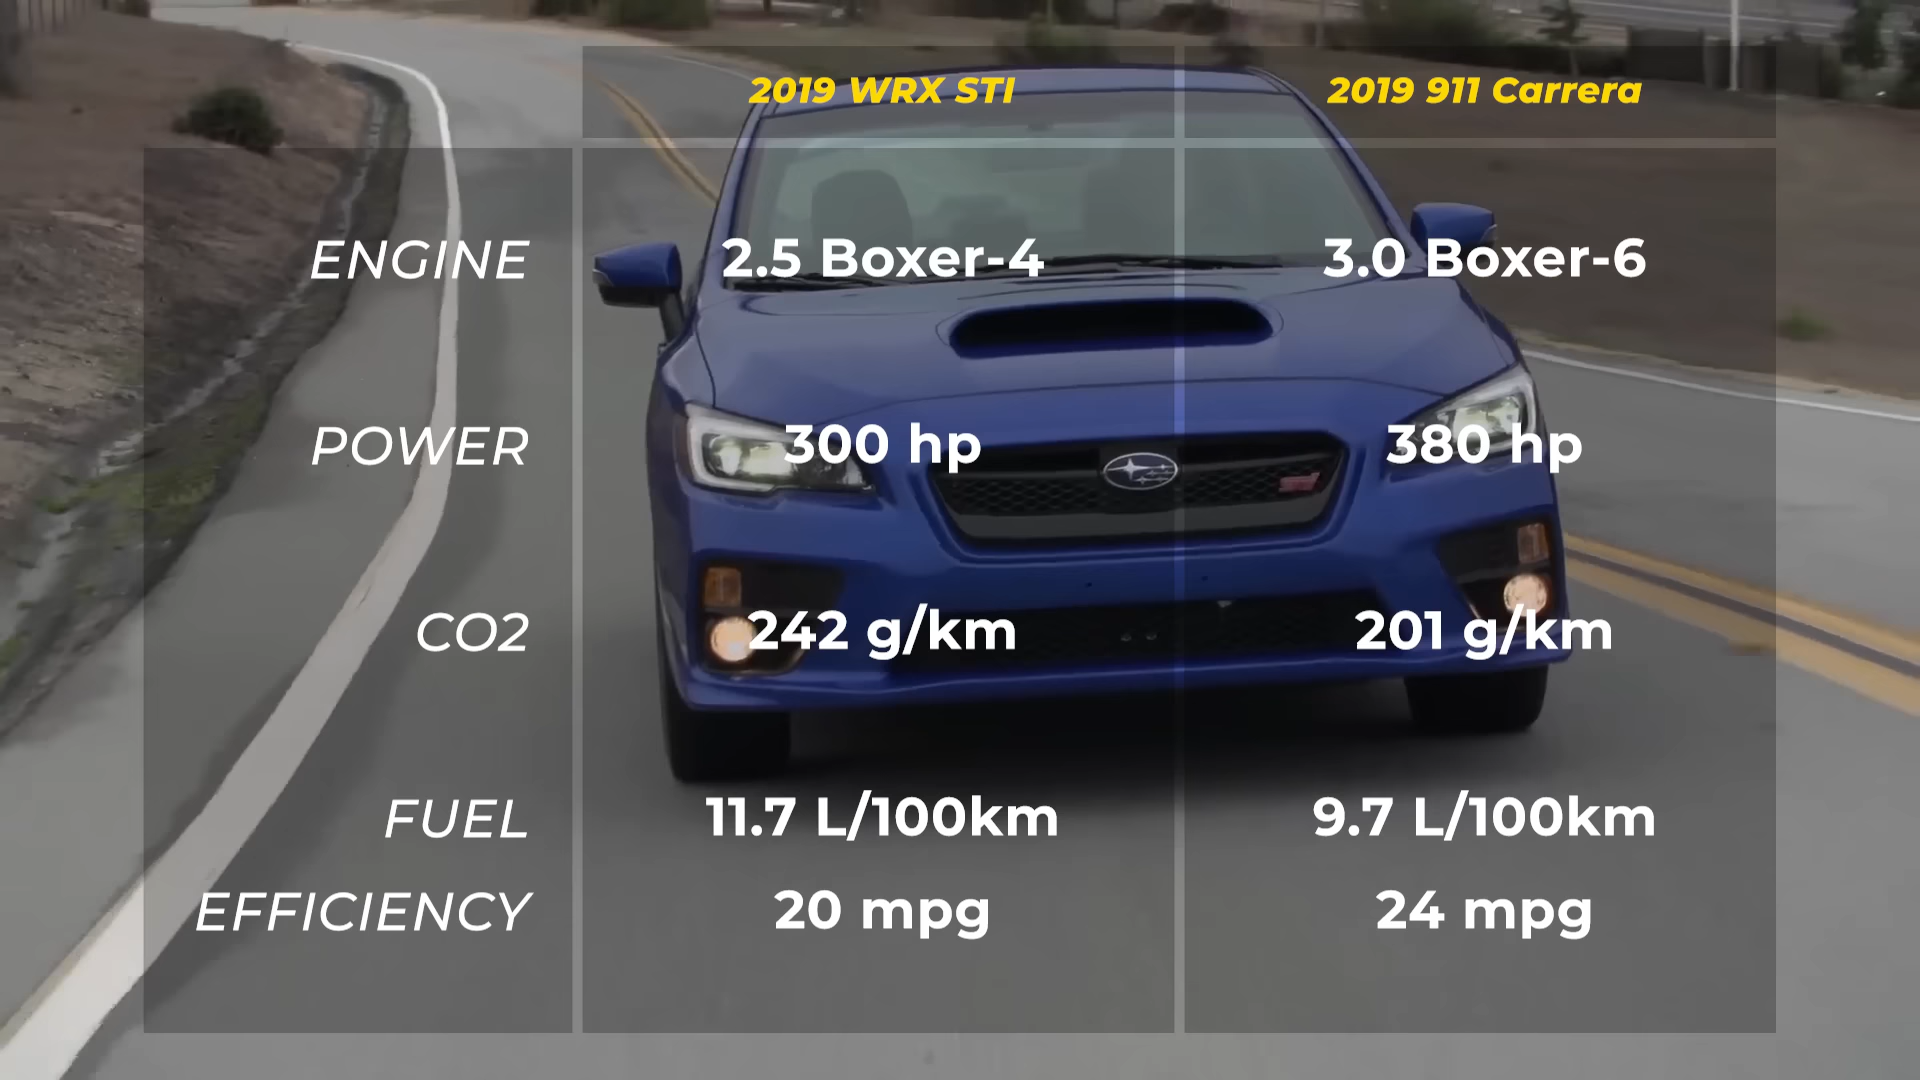 2019 WRX STI 2019 911 Carrera
ENGINE 2.5 Boxer-4 3.0 Boxer-6
POWER 300 hp 380 hp
CO2 242 g/km 201 g/km
FUEL 11.7 L/100km 9.7 L/100km
EFFICIENCY 20 mpg 24 mpg